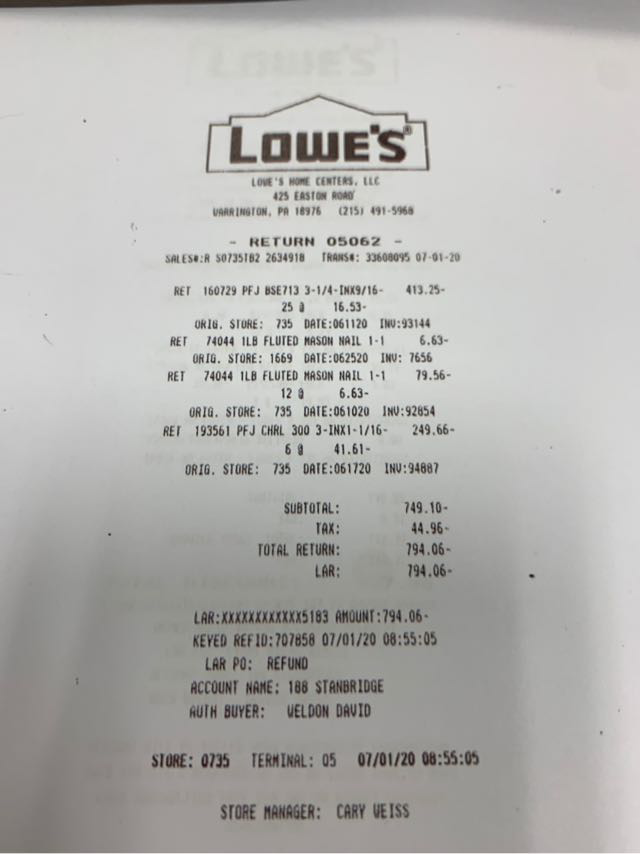 LOWE'S®
LOWE'S HOME CENTERS, LLC
425 EASTON ROAD
WARRINGTON, PA 18976 (215) 491-5968
- RETURN 05062 -
SALES#:R S0735TB2 2634918 TRANS#: 33608095 07-01-20
RET 160729 PFJ BSE713 3-1/4-INX9/16- 413.25-
25 @ 16.53-
ORIG. STORE: 735 DATE:061120 INV:93144
RET 74044 1LB FLUTED MASON NAIL 1-1 6.63-
ORIG. STORE: 1669 DATE:062520 INV: 7656
RET 74044 1LB FLUTED MASON NAIL 1-1 79.56-
12 @ 6.63-
ORIG. STORE: 735 DATE:061020 INV:92854
RET 193561 PFJ CHRL 300 3-INX1-1/16- 249.66-
6 @ 41.61-
ORIG. STORE: 735 DATE:061720 INV:94887
SUBTOTAL: 749.10-
TAX: 44.96-
TOTAL RETURN: 794.06-
LAR: 794.06-
LAR:XXXXXXXXXXXX5183 AMOUNT:794.06-
KEYED REFID:707858 07/01/20 08:55:05
LAR PO: REFUND
ACCOUNT NAME: 188 STANBRIDGE
AUTH BUYER: WELDON DAVID
STORE: 0735 TERMINAL: 05 07/01/20 08:55:05
STORE MANAGER: CARY WEISS